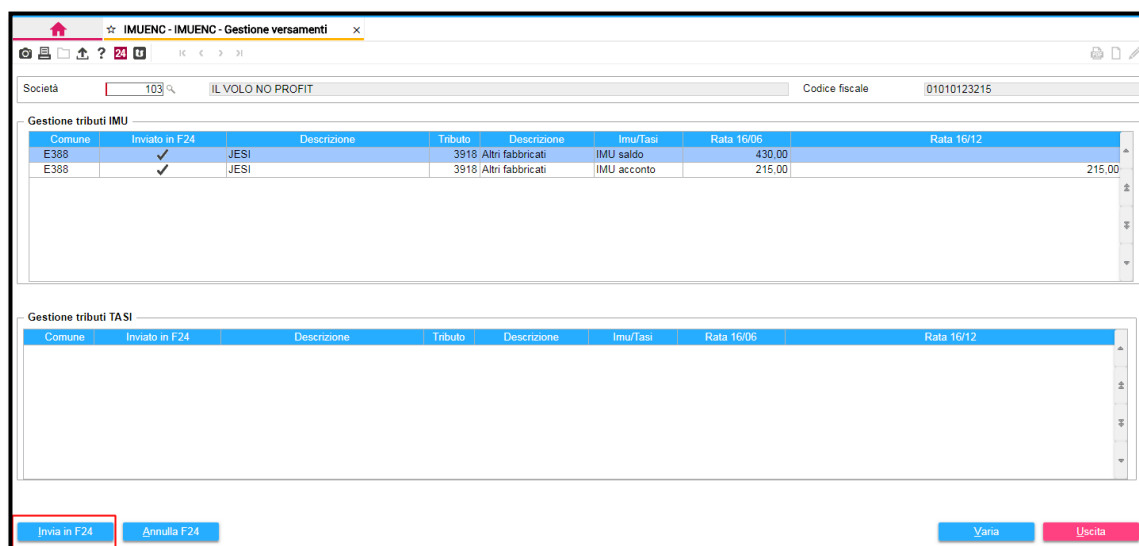 IMUENC - IMUENC - Gestione versamenti ×
? 24
Società 103 IL VOLO NO PROFIT Codice fiscale 01010123215
Gestione tributi IMU
Comune Inviato in F24 Descrizione Tributo Descrizione Imu/Tasi Rata 16/06 Rata 16/12
E388 ✓ JESI 3918 Altri fabbricati IMU saldo 430,00
E388 ✓ JESI 3918 Altri fabbricati IMU acconto 215,00 215,00
Gestione tributi TASI
Comune Inviato in F24 Descrizione Tributo Descrizione Imu/Tasi Rata 16/06 Rata 16/12
Invia in F24 Annulla F24 Varia Uscita